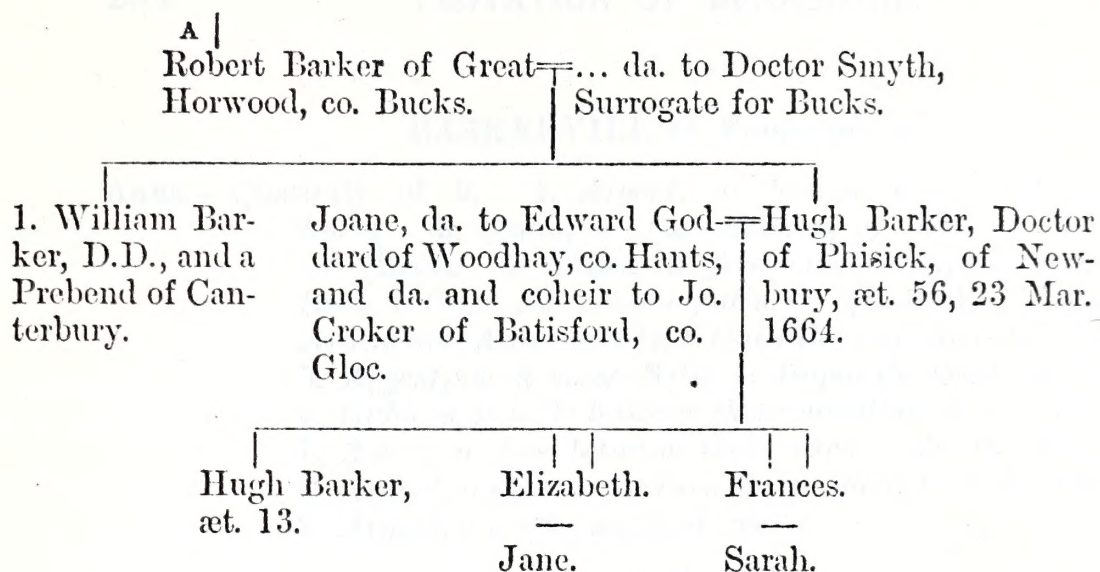 A
Robert Barker of Great
Horwood, co. Bucks.
... da. to Doctor Smyth,
Surrogate for Bucks.
1. William Bar-
ker, D.D., and a
Prebend of Can-
terbury.
Joane, da. to Edward God-
dard of Woodhay, co. Hants,
and da. and coheir to Jo.
Croker of Batisford, co.
Gloc.
Hugh Barker, Doctor
of Phisick, of New-
bury, æt. 56, 23 Mar.
1664.
Hugh Barker,
æt. 13.
Elizabeth.
—
Jane.
Frances.
—
Sarah.